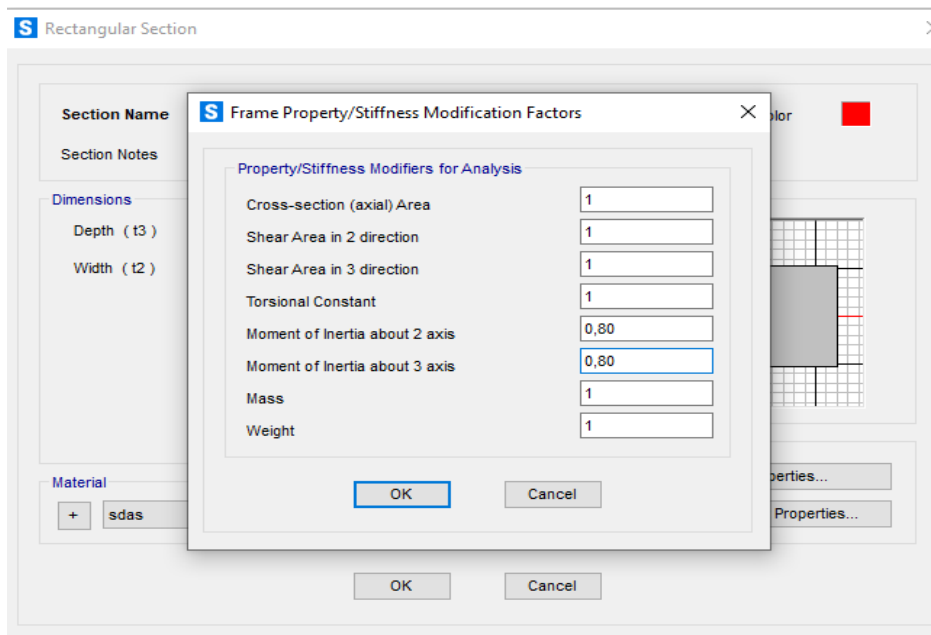 S Rectangular Section
Section Name
Section Notes
Dimensions
Depth ( t3 )
Width ( t2 )
Material
+ sdas
S Frame Property/Stiffness Modification Factors
Property/Stiffness Modifiers for Analysis
Cross-section (axial) Area 1
Shear Area in 2 direction 1
Shear Area in 3 direction 1
Torsional Constant 1
Moment of Inertia about 2 axis 0,80
Moment of Inertia about 3 axis 0,80
Mass 1
Weight 1
OK Cancel
Properties...
OK Cancel